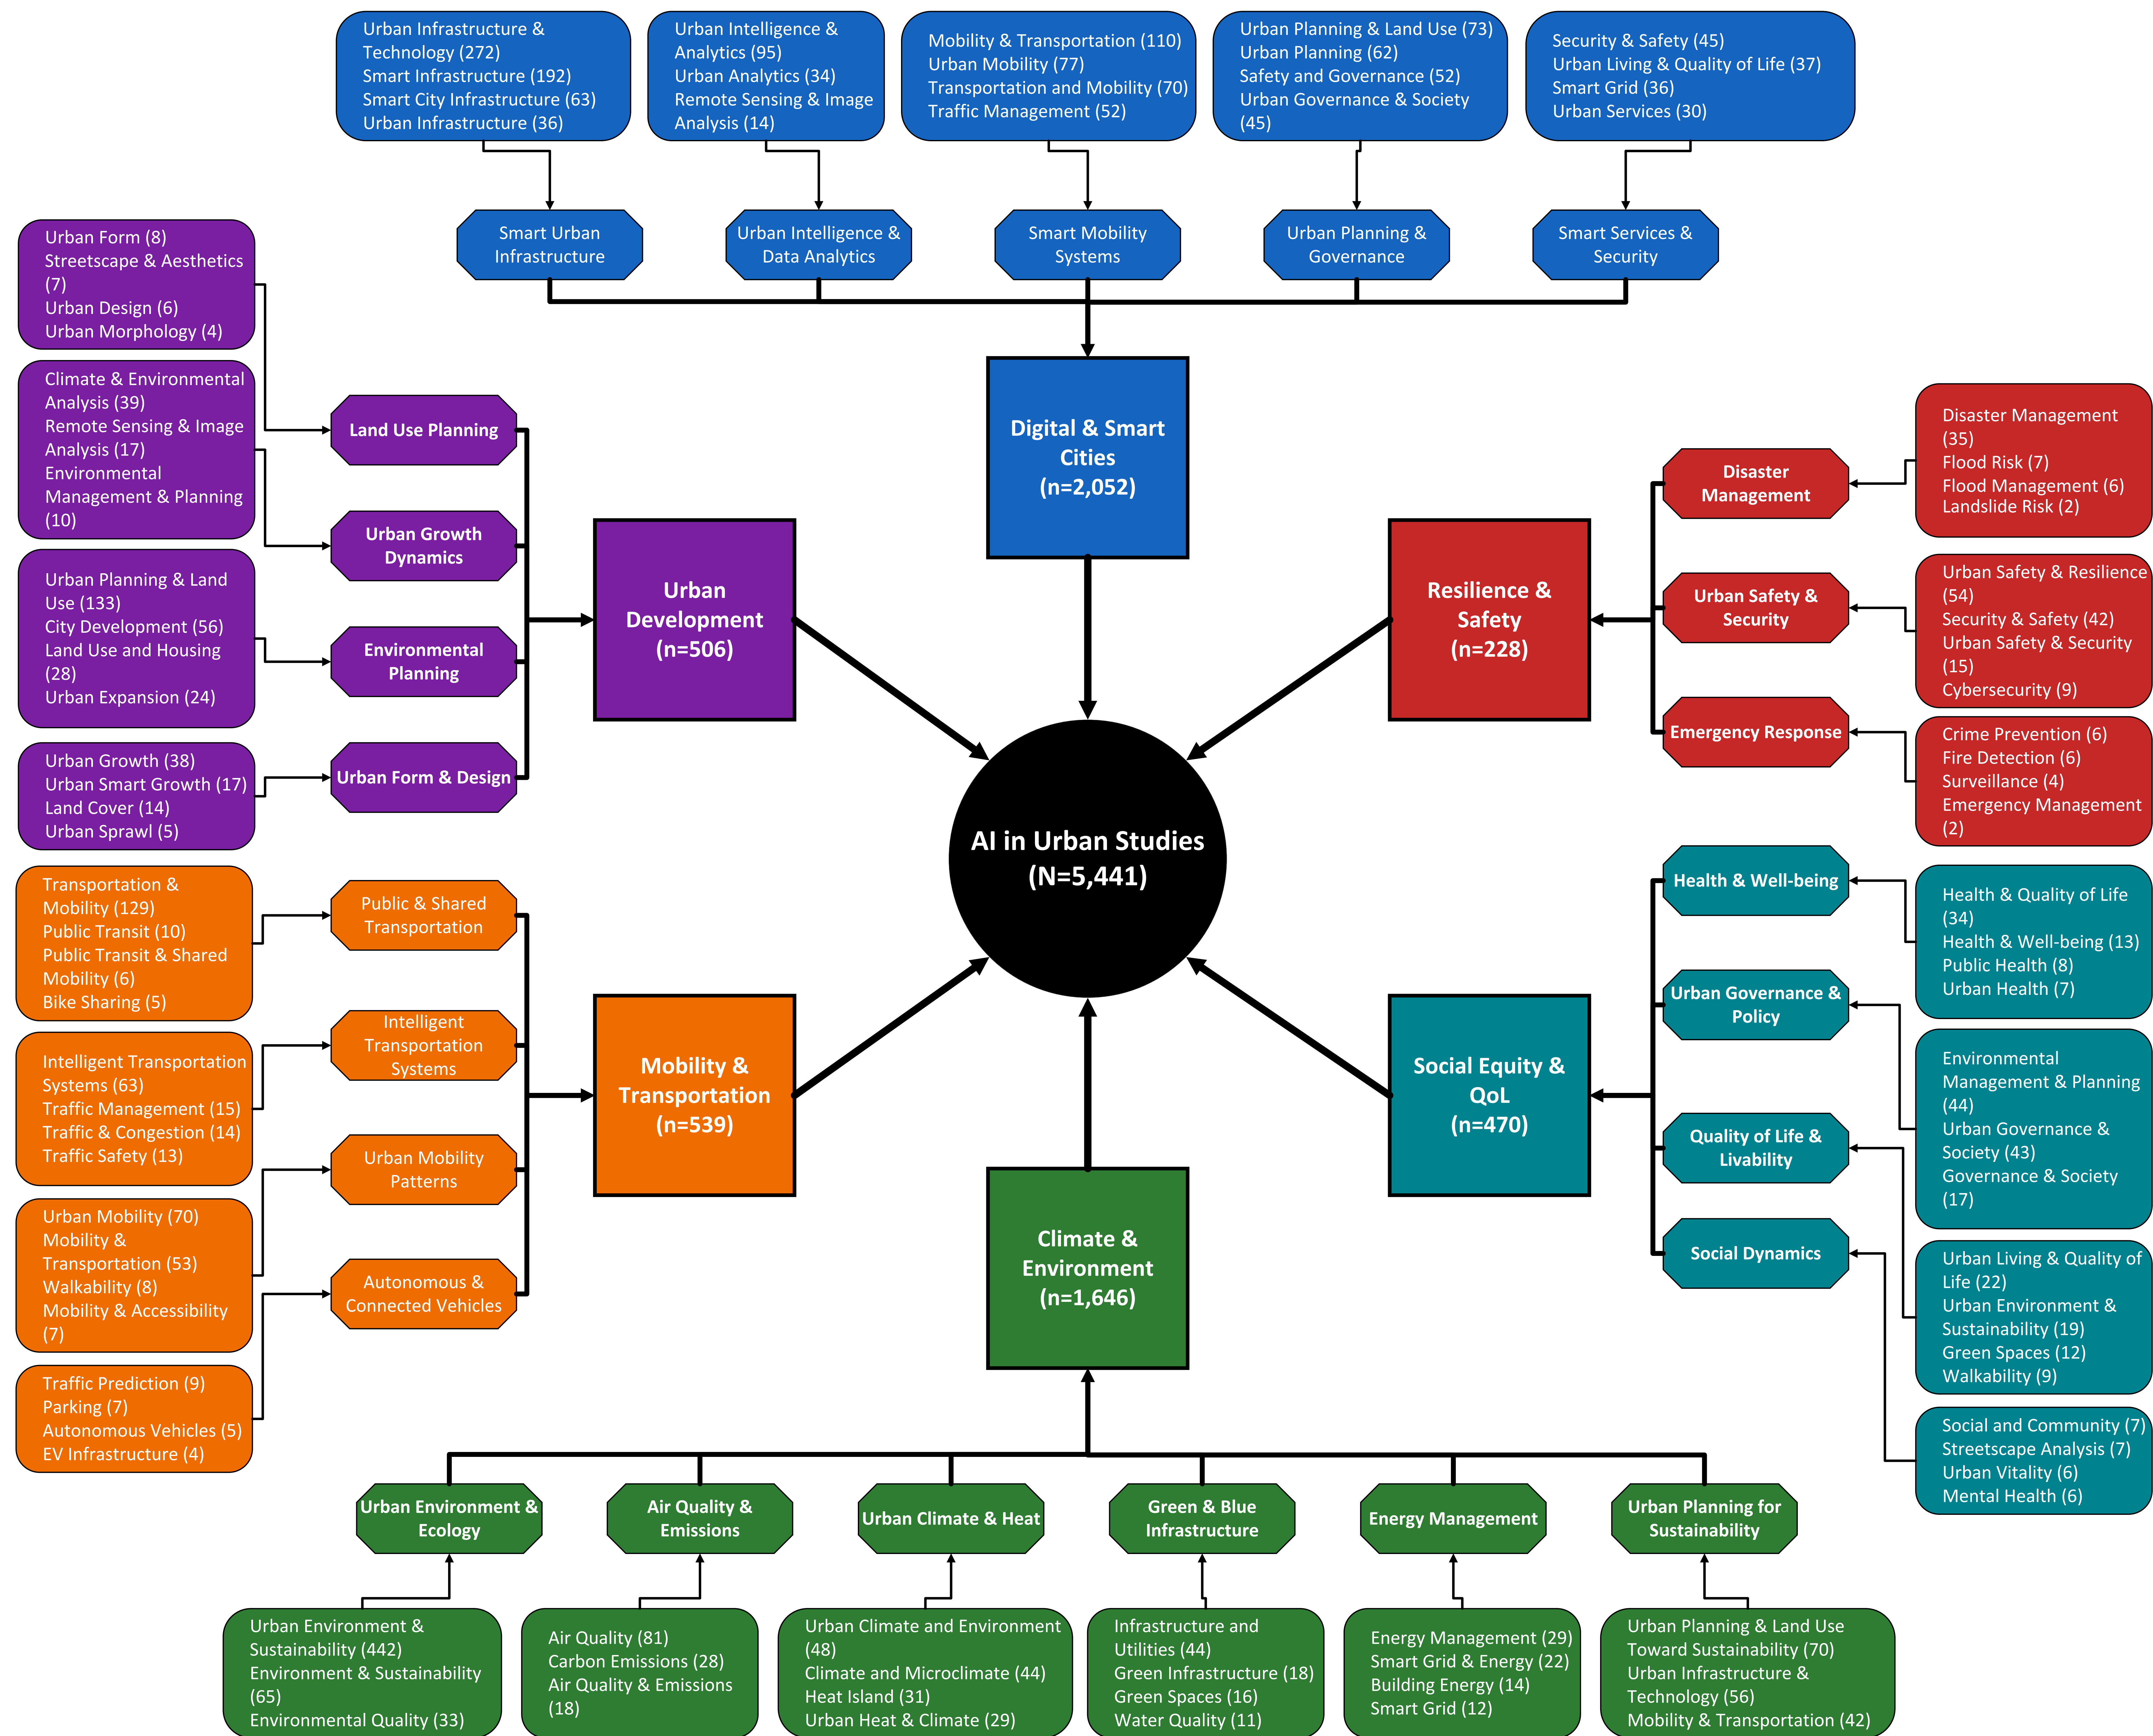 Urban Infrastructure &
Technology (272)
Smart Infrastructure (192)
Smart City Infrastructure (63)
Urban Infrastructure (36)
Urban Intelligence &
Analytics (95)
Urban Analytics (34)
Remote Sensing & Image
Analysis (14)
Mobility & Transportation (110)
Urban Mobility (77)
Transportation and Mobility (70)
Traffic Management (52)
Urban Planning & Land Use (73)
Urban Planning (62)
Safety and Governance (52)
Urban Governance & Society
(45)
Security & Safety (45)
Urban Living & Quality of Life (37)
Smart Grid (36)
Urban Services (30)
Smart Urban
Infrastructure
Urban Intelligence &
Data Analytics
Smart Mobility
Systems
Urban Planning &
Governance
Smart Services &
Security
Digital & Smart
Cities
(n=2,052)
Urban Form (8)
Streetscape & Aesthetics
(7)
Urban Design (6)
Urban Morphology (4)
Climate & Environmental
Analysis (39)
Remote Sensing & Image
Analysis (17)
Environmental
Management & Planning
(10)
Urban Planning & Land
Use (133)
City Development (56)
Land Use and Housing
(28)
Urban Expansion (24)
Urban Growth (38)
Urban Smart Growth (17)
Land Cover (14)
Urban Sprawl (5)
Land Use Planning
Urban Growth
Dynamics
Environmental
Planning
Urban Form & Design
Urban
Development
(n=506)
Resilience &
Safety
(n=228)
Disaster
Management
Urban Safety &
Security
Emergency Response
Disaster Management
(35)
Flood Risk (7)
Flood Management (6)
Landslide Risk (2)
Urban Safety & Resilience
(54)
Security & Safety (42)
Urban Safety & Security
(15)
Cybersecurity (9)
Crime Prevention (6)
Fire Detection (6)
Surveillance (4)
Emergency Management
(2)
AI in Urban Studies
(N=5,441)
Transportation &
Mobility (129)
Public Transit (10)
Public Transit & Shared
Mobility (6)
Bike Sharing (5)
Intelligent Transportation
Systems (63)
Traffic Management (15)
Traffic & Congestion (14)
Traffic Safety (13)
Urban Mobility (70)
Mobility &
Transportation (53)
Walkability (8)
Mobility & Accessibility
(7)
Traffic Prediction (9)
Parking (7)
Autonomous Vehicles (5)
EV Infrastructure (4)
Public & Shared
Transportation
Intelligent
Transportation
Systems
Urban Mobility
Patterns
Autonomous &
Connected Vehicles
Mobility &
Transportation
(n=539)
Social Equity &
QoL
(n=470)
Health & Well-being
Urban Governance &
Policy
Quality of Life &
Livability
Social Dynamics
Health & Quality of Life
(34)
Health & Well-being (13)
Public Health (8)
Urban Health (7)
Environmental
Management & Planning
(44)
Urban Governance &
Society (43)
Governance & Society
(17)
Urban Living & Quality of
Life (22)
Urban Environment &
Sustainability (19)
Green Spaces (12)
Walkability (9)
Social and Community (7)
Streetscape Analysis (7)
Urban Vitality (6)
Mental Health (6)
Climate &
Environment
(n=1,646)
Urban Environment &
Ecology
Air Quality &
Emissions
Urban Climate & Heat
Green & Blue
Infrastructure
Energy Management
Urban Planning for
Sustainability
Urban Environment &
Sustainability (442)
Environment & Sustainability
(65)
Environmental Quality (33)
Air Quality (81)
Carbon Emissions (28)
Air Quality & Emissions
(18)
Urban Climate and Environment
(48)
Climate and Microclimate (44)
Heat Island (31)
Urban Heat & Climate (29)
Infrastructure and
Utilities (44)
Green Infrastructure (18)
Green Spaces (16)
Water Quality (11)
Energy Management (29)
Smart Grid & Energy (22)
Building Energy (14)
Smart Grid (12)
Urban Planning & Land Use
Toward Sustainability (70)
Urban Infrastructure &
Technology (56)
Mobility & Transportation (42)